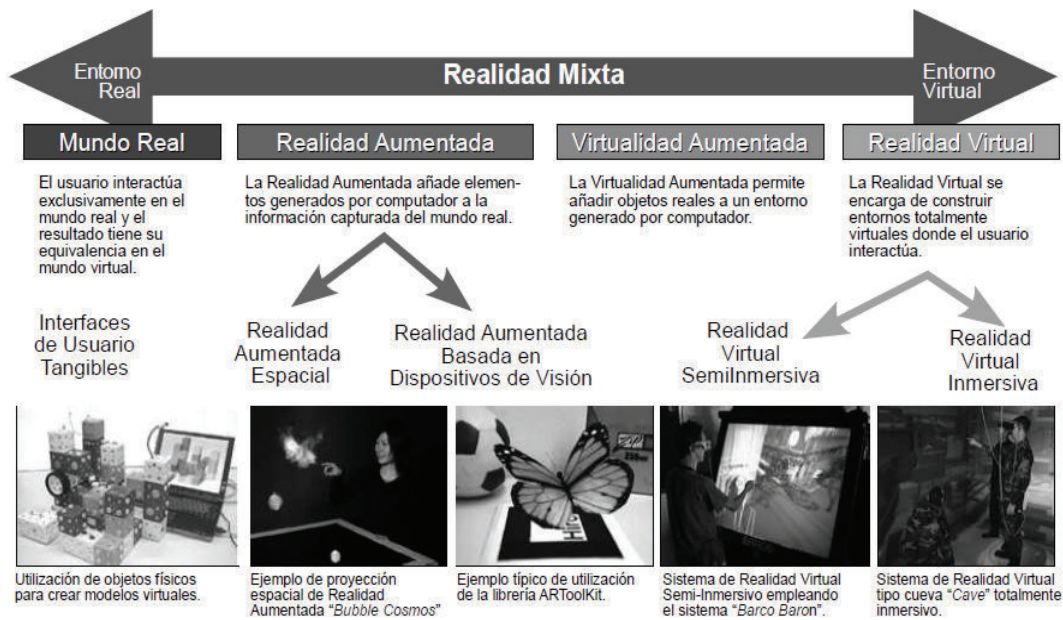 Entorno
Real
Realidad Mixta
Entorno
Virtual
Mundo Real
Realidad Aumentada
Virtualidad Aumentada
Realidad Virtual
El usuario interactúa
exclusivamente en el
mundo real y el
resultado tiene su
equivalencia en el
mundo virtual.
La Realidad Aumentada añade elemen-
tos generados por computador a la
información capturada del mundo real.
La Virtualidad Aumentada permite
añadir objetos reales a un entorno
generado por computador.
La Realidad Virtual se
encarga de construir
entornos totalmente
virtuales donde el usuario
interactúa.
Interfaces
de Usuario
Tangibles
Realidad
Aumentada
Espacial
Realidad Aumentada
Basada en
Dispositivos de Visión
Realidad
Virtual
SemiInmersiva
Realidad
Virtual
Inmersiva
Utilización de objetos físicos
para crear modelos virtuales.
Ejemplo de proyección
espacial de Realidad
Aumentada “Bubble Cosmos”
Ejemplo típico de utilización
de la librería ARToolKit.
Sistema de Realidad Virtual
Semi-Inmersivo empleando
el sistema “Barco Baron”.
Sistema de Realidad Virtual
tipo cueva “Cave” totalmente
inmersivo.